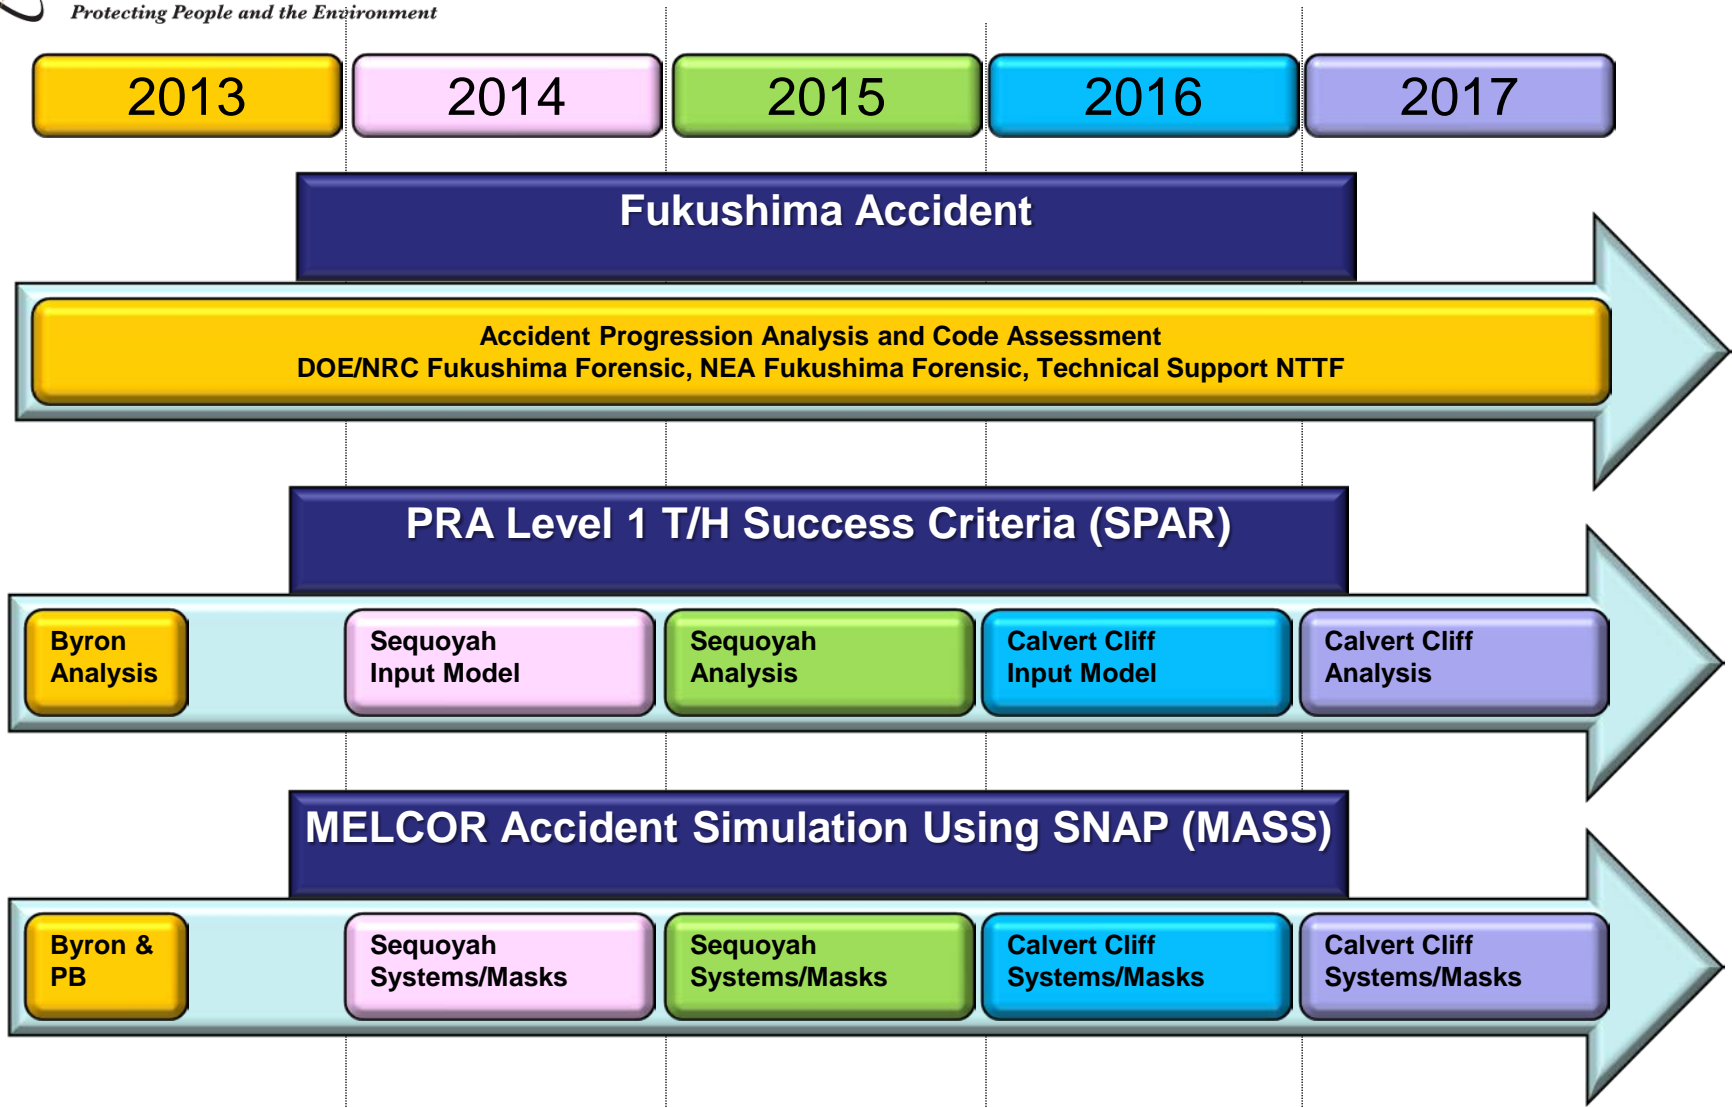 Protecting People and the Environment
2013
2014
2015
2016
2017
Fukushima Accident
Accident Progression Analysis and Code Assessment
DOE/NRC Fukushima Forensic, NEA Fukushima Forensic, Technical Support NTTF
PRA Level 1 T/H Success Criteria (SPAR)
Byron
Analysis
Sequoyah
Input Model
Sequoyah
Analysis
Calvert Cliff
Input Model
Calvert Cliff
Analysis
MELCOR Accident Simulation Using SNAP (MASS)
Byron &
PB
Sequoyah
Systems/Masks
Sequoyah
Systems/Masks
Calvert Cliff
Systems/Masks
Calvert Cliff
Systems/Masks